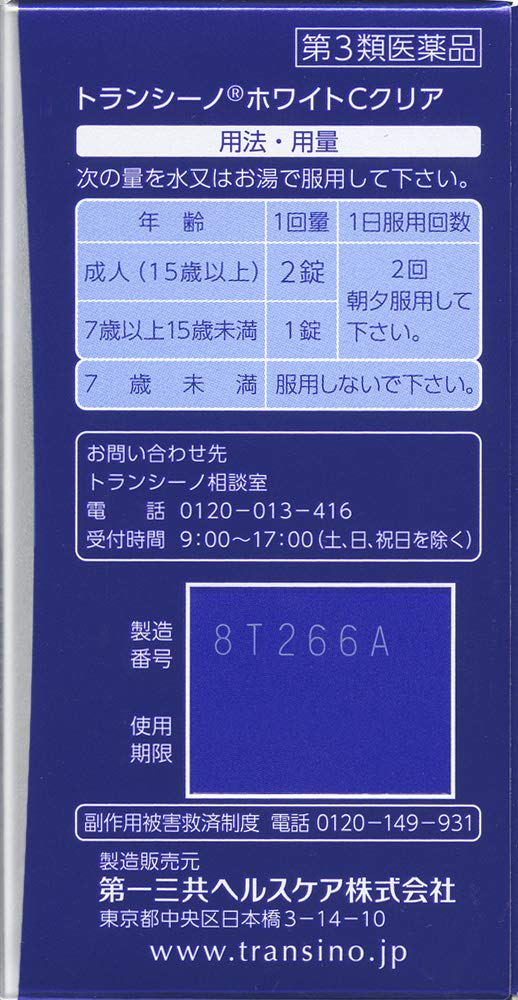 第3類医薬品
トランシーノ®ホワイトCクリア
用法・用量
次の量を水又はお湯で服用して下さい。
年 齢 1回量 1日服用回数
成人(15歳以上) 2錠 2回
朝夕服用して
下さい。
7歳以上15歳未満 1錠
7 歳 未 満 服用しないで下さい。
お問い合わせ先
トランシーノ相談室
電 話 0120-013-416
受付時間 9:00~17:00(土、日、祝日を除く)
製造
番号
8T266A
使用
期限
副作用被害救済制度 電話 0120-149-931
製造販売元
第一三共ヘルスケア株式会社
東京都中央区日本橋3-14-10
www.transino.jp